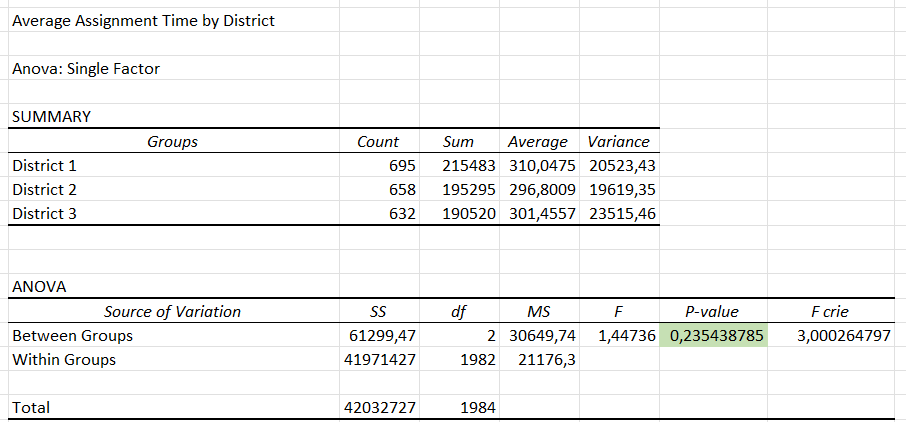 Average Assignment Time by District
Anova: Single Factor
SUMMARY
Groups Count Sum Average Variance
District 1 695 215483 310,0475 20523,43
District 2 658 195295 296,8009 19619,35
District 3 632 190520 301,4557 23515,46
ANOVA
Source of Variation SS df MS F P-value F crie
Between Groups 61299,47 2 30649,74 1,44736 0,235438785 3,000264797
Within Groups 41971427 1982 21176,3
Total 42032727 1984